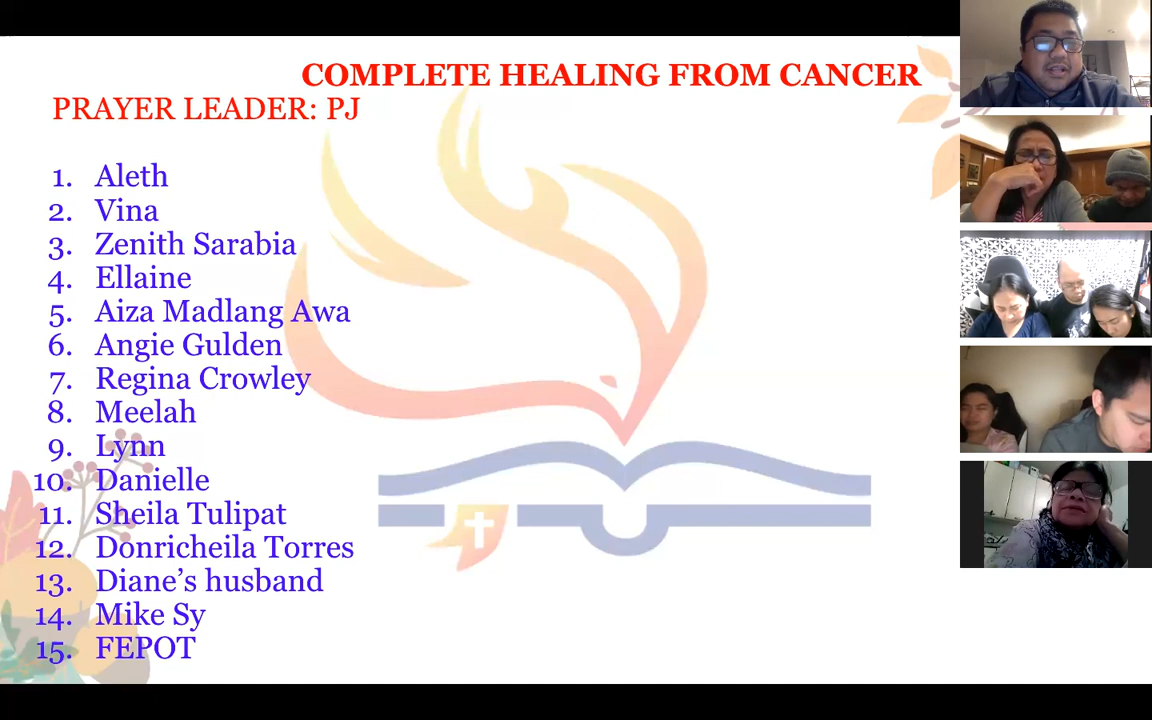 COMPLETE HEALING FROM CANCER
PRAYER LEADER: PJ
1. Aleth
2. Vina
3. Zenith Sarabia
4. Ellaine
5. Aiza Madlang Awa
6. Angie Gulden
7. Regina Crowley
8. Meelah
9. Lynn
10. Danielle
11. Sheila Tulipat
12. Donricheila Torres
13. Diane’s husband
14. Mike Sy
15. FEPOT